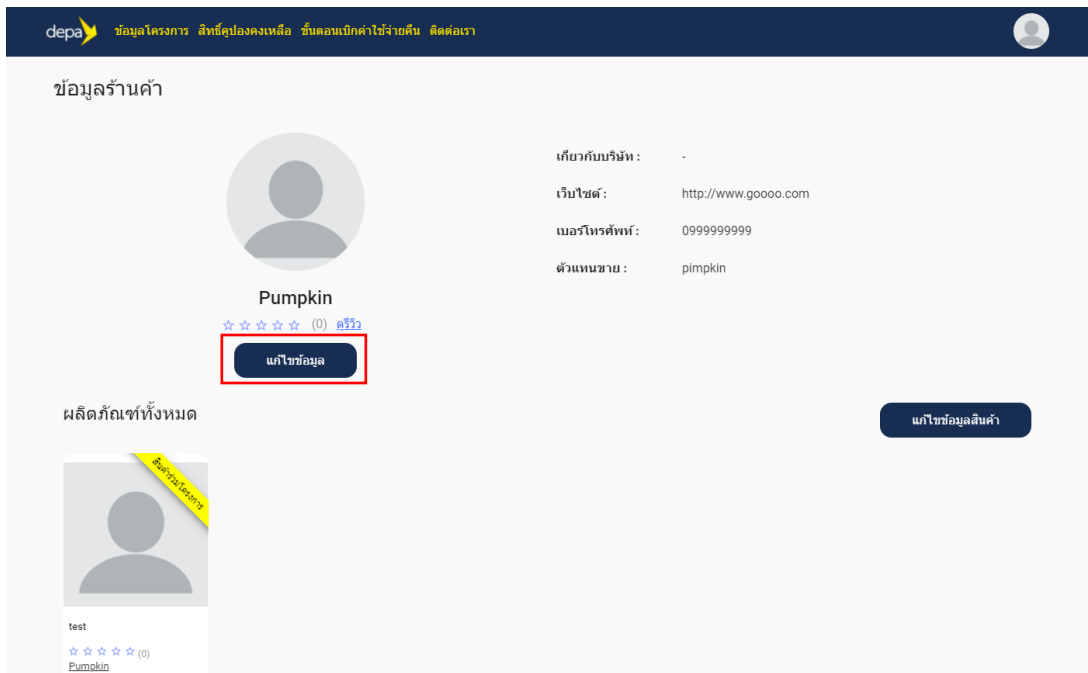 depa ข้อมูลโครงการ สิทธิ์คูปองคงเหลือ ขั้นตอนเบิกค่าใช้จ่ายคืน ติดต่อเรา
ข้อมูลร้านค้า
เกี่ยวกับบริษัท : -
เว็บไซต์ : http://www.goooo.com
เบอร์โทรศัพท์ : 0999999999
ตัวแทนขาย : pimpkin
Pumpkin
(0) ดูรีวิว
แก้ไขข้อมูล
ผลิตภัณฑ์ทั้งหมด
แก้ไขข้อมูลสินค้า
สินค้าร่วมโครงการ
test
(0)
Pumpkin